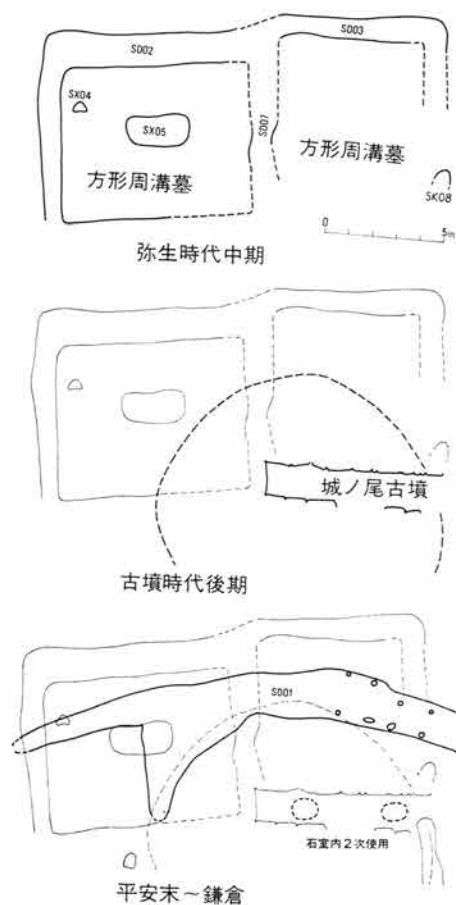 SD02
SD03
SX04
SX05
SD07
方形周溝墓
方形周溝墓
SK08
0
5m
弥生時代中期
城ノ尾古墳
古墳時代後期
SD01
石室内2次使用
平安末～鎌倉